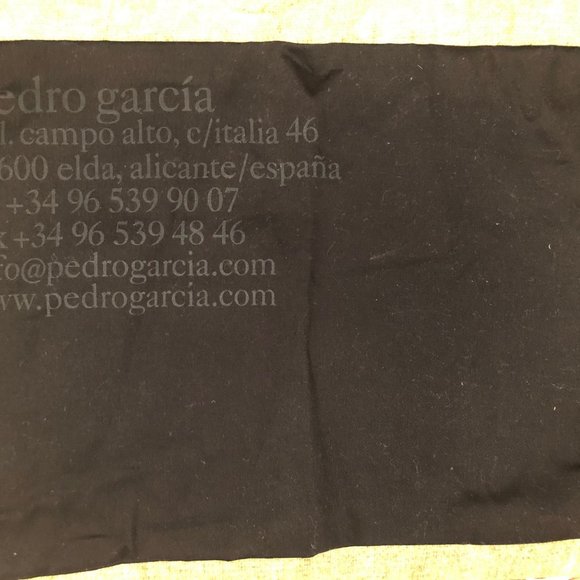 edro garcía
l. campo alto, c/italia 46
600 elda, alicante/españa
+34 96 539 90 07
x +34 96 539 48 46
fo@pedrogarcia.com
ww.pedrogarcia.com